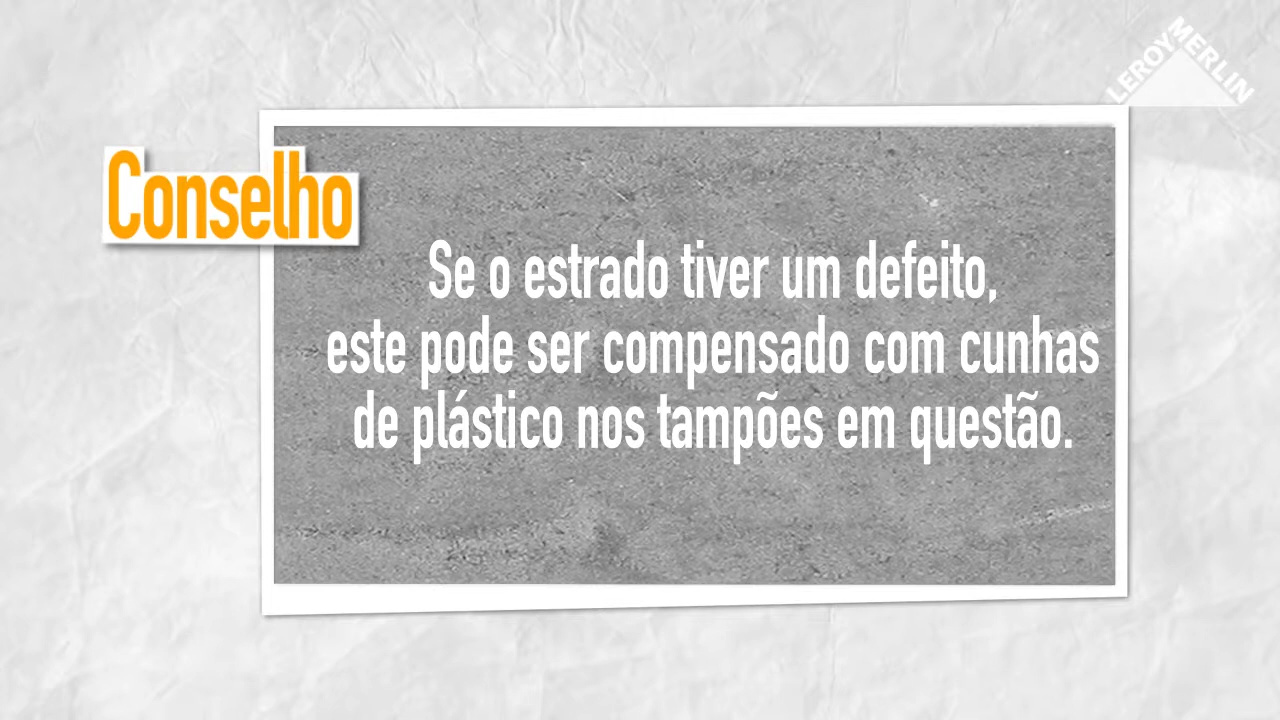 LEROY MERLIN
Conselho
Se o estrado tiver um defeito,
este pode ser compensado com cunhas
de plástico nos tampões em questão.